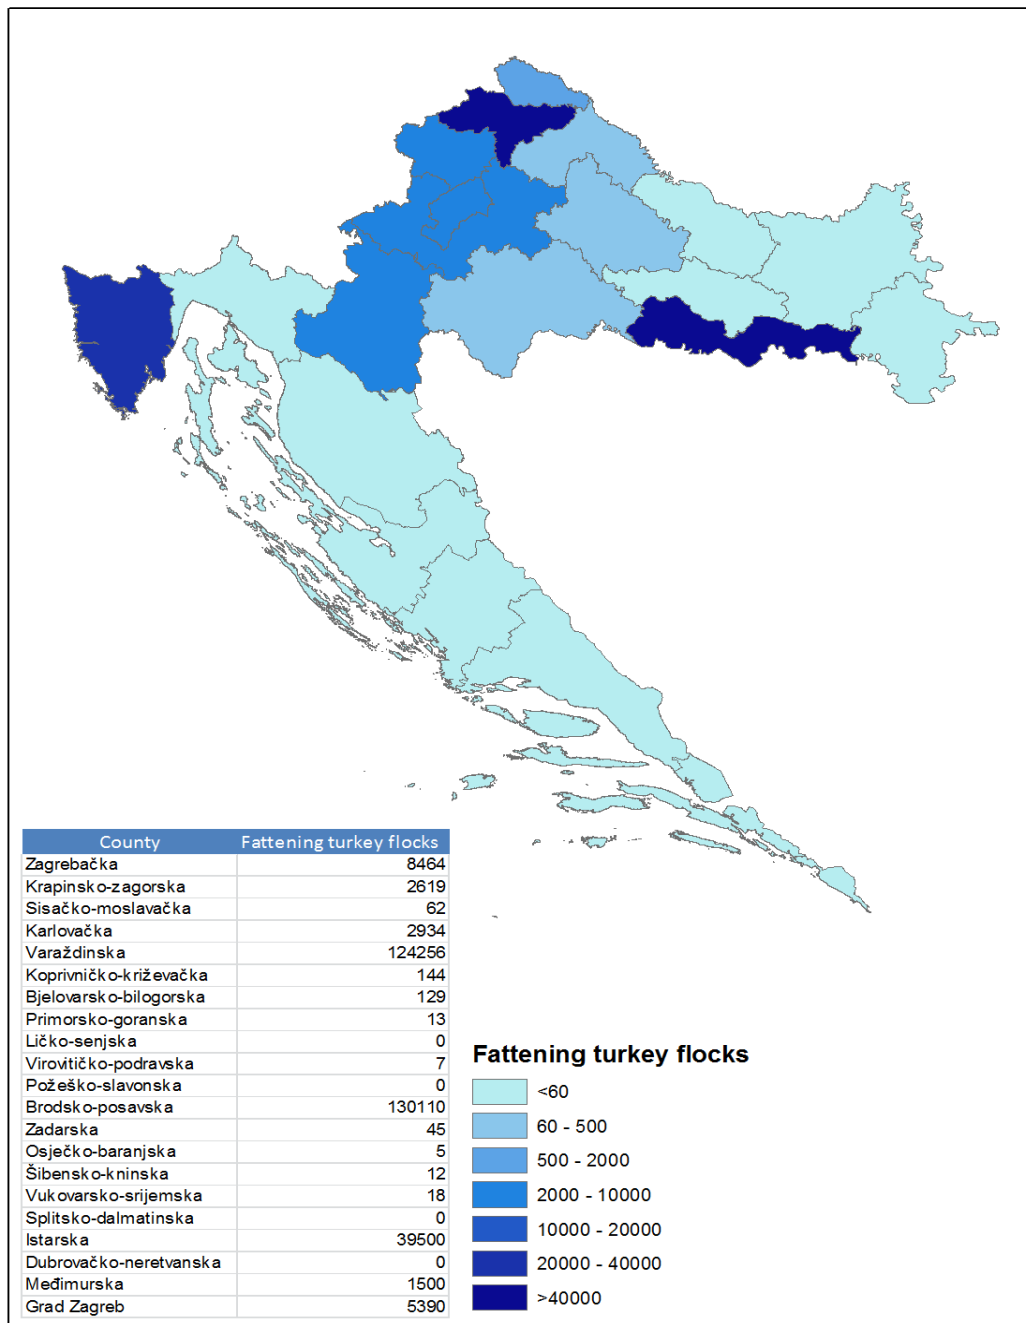 County Fattening turkey flocks
Zagrebačka 8464
Krapinsko-zagorska 2619
Sisačko-moslavačka 62
Karlovačka 2934
Varaždinska 124256
Koprivničko-križevačka 144
Bjelovarsko-bilogorska 129
Primorsko-goranska 13
Ličko-senjska 0
Virovitičko-podravska 7
Požeško-slavonska 0
Brodsko-posavska 130110
Zadarska 45
Osječko-baranjska 5
Šibensko-kninska 12
Vukovarsko-srijemska 18
Splitsko-dalmatinska 0
Istarska 39500
Dubrovačko-neretvanska 0
Međimurska 1500
Grad Zagreb 5390
Fattening turkey flocks
<60
60 - 500
500 - 2000
2000 - 10000
10000 - 20000
20000 - 40000
>40000